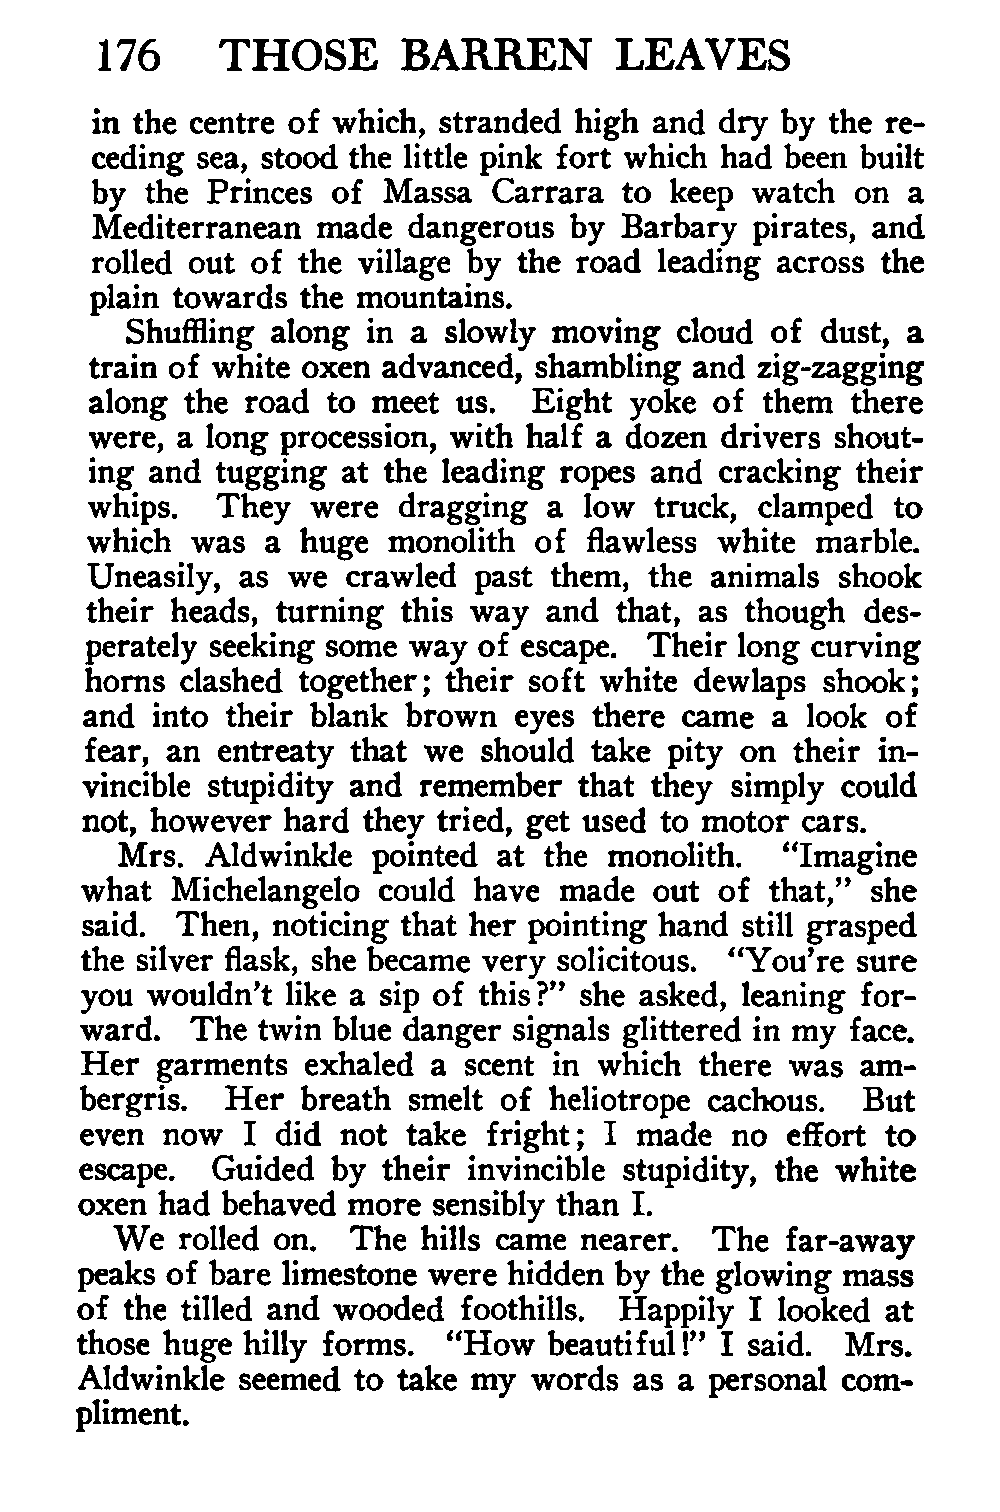 176 THOSE BARREN LEAVES
in the centre of which, stranded high and dry by the re-
ceding sea, stood the little pink fort which had been built
by the Princes of Massa Carrara to keep watch on a
Mediterranean made dangerous by Barbary pirates, and
rolled out of the village by the road leading across the
plain towards the mountains.
Shuffling along in a slowly moving cloud of dust, a
train of white oxen advanced, shambling and zig-zagging
along the road to meet us. Eight yoke of them there
were, a long procession, with half a dozen drivers shout-
ing and tugging at the leading ropes and cracking their
whips. They were dragging a low truck, clamped to
which was a huge monolith of flawless white marble.
Uneasily, as we crawled past them, the animals shook
their heads, turning this way and that, as though des-
perately seeking some way of escape. Their long curving
horns clashed together; their soft white dewlaps shook;
and into their blank brown eyes there came a look of
fear, an entreaty that we should take pity on their in-
vincible stupidity and remember that they simply could
not, however hard they tried, get used to motor cars.
Mrs. Aldwinkle pointed at the monolith. “Imagine
what Michelangelo could have made out of that,” she
said. Then, noticing that her pointing hand still grasped
the silver flask, she became very solicitous. “You’re sure
you wouldn’t like a sip of this?” she asked, leaning for-
ward. The twin blue danger signals glittered in my face.
Her garments exhaled a scent in which there was am-
bergris. Her breath smelt of heliotrope cachous. But
even now I did not take fright; I made no effort to
escape. Guided by their invincible stupidity, the white
oxen had behaved more sensibly than I.
We rolled on. The hills came nearer. The far-away
peaks of bare limestone were hidden by the glowing mass
of the tilled and wooded foothills. Happily I looked at
those huge hilly forms. “How beautiful!” I said. Mrs.
Aldwinkle seemed to take my words as a personal com-
pliment.